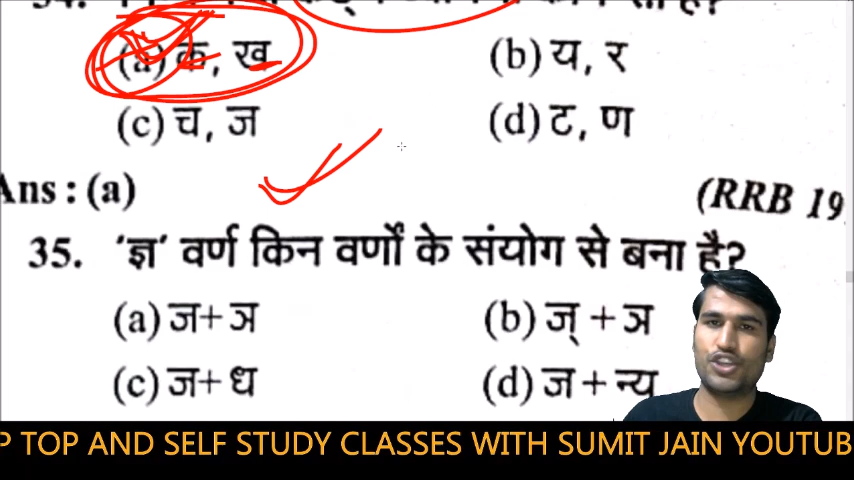 (a) क, ख (b) य, र
(c) च, ज (d) ट, ण
Ans : (a) (RRB 19
35. 'ज्ञ' वर्ण किन वर्णों के संयोग से बना है?
(a) ज+ ञ (b) ज् + ञ
(c) ज+ ध (d) ज + न्य
P TOP AND SELF STUDY CLASSES WITH SUMIT JAIN YOUTUB